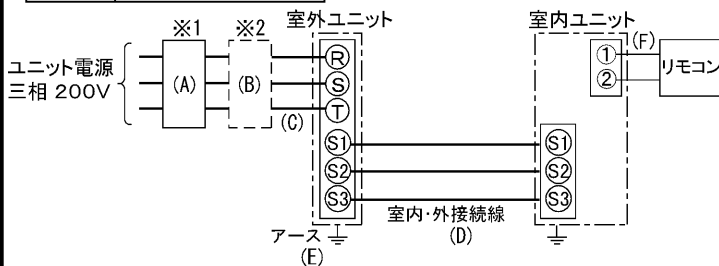 ※1
※2
室外ユニット
室内ユニット
ユニット電源
三相 200V
(A)
(B)
(C)
R
S
T
S1
S2
S3
アース
(E)
室内・外接続線
(D)
S1
S2
S3
①
②
(F)
リモコン